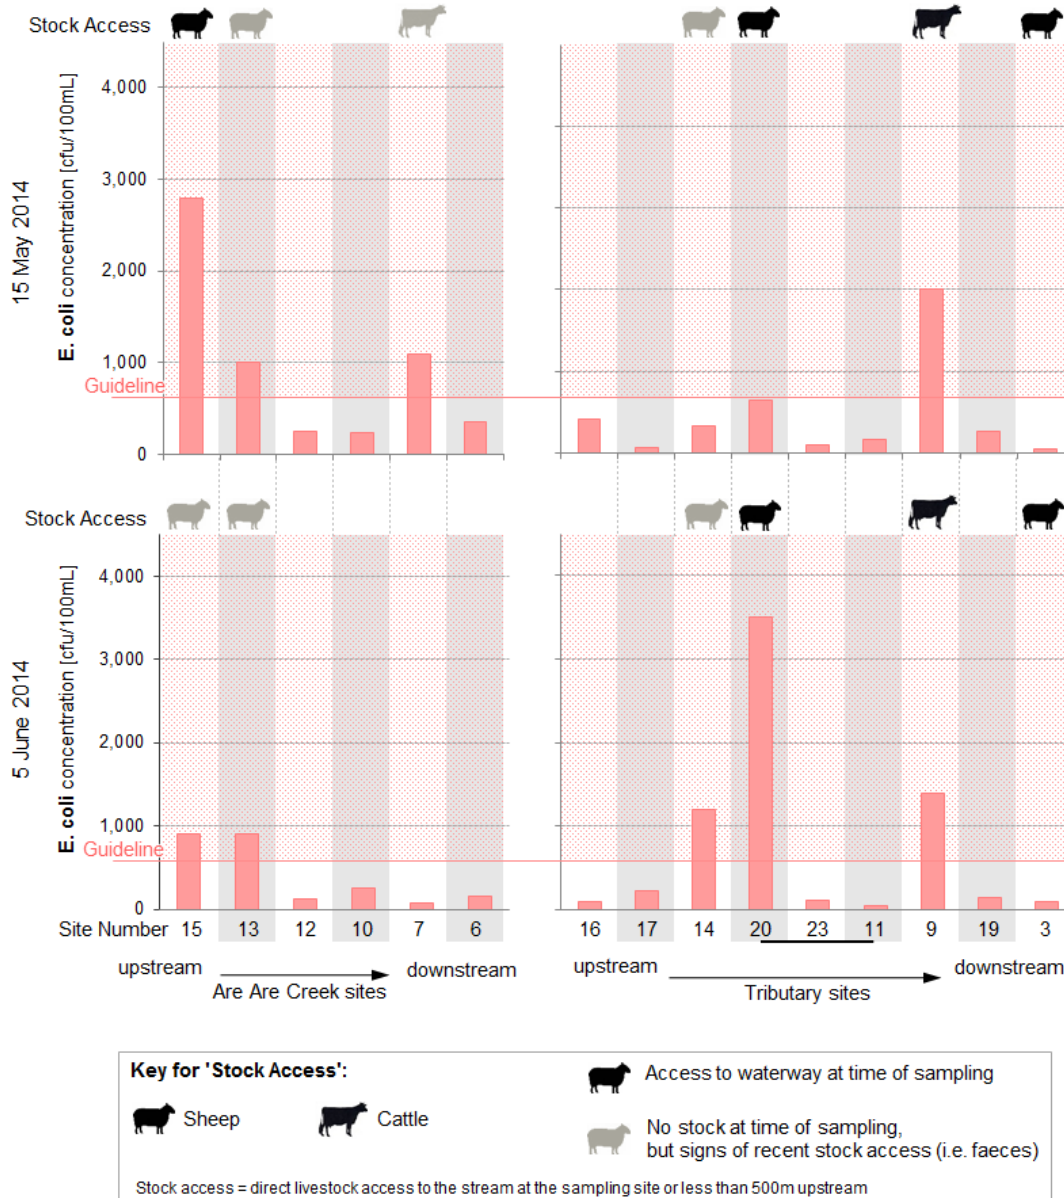 Stock Access
15 May 2014
E. coli concentration [cfu/100mL]
4,000
3,000
2,000
1,000
Guideline
0
Stock Access
5 June 2014
E. coli concentration [cfu/100mL]
4,000
3,000
2,000
1,000
Guideline
0
Site Number 15 13 12 10 7 6 16 17 14 20 23 11 9 19 3
upstream downstream upstream downstream
Are Are Creek sites Tributary sites
Key for 'Stock Access':
Sheep Cattle
Access to waterway at time of sampling
No stock at time of sampling,
but signs of recent stock access (i.e. faeces)
Stock access = direct livestock access to the stream at the sampling site or less than 500m upstream